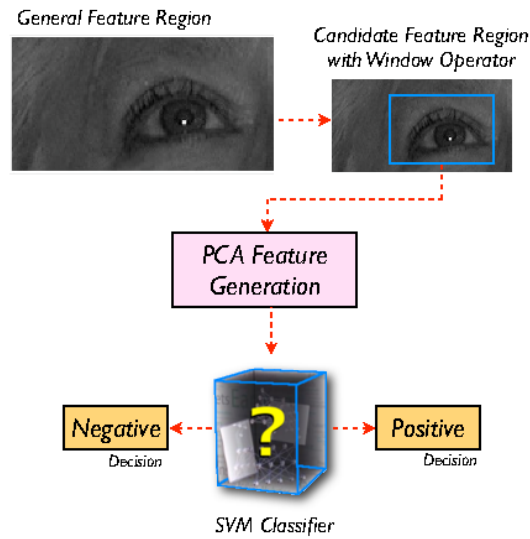 General Feature Region
Candidate Feature Region
with Window Operator
PCA Feature
Generation
?
Negative
Positive
Decision
Decision
SVM Classifier